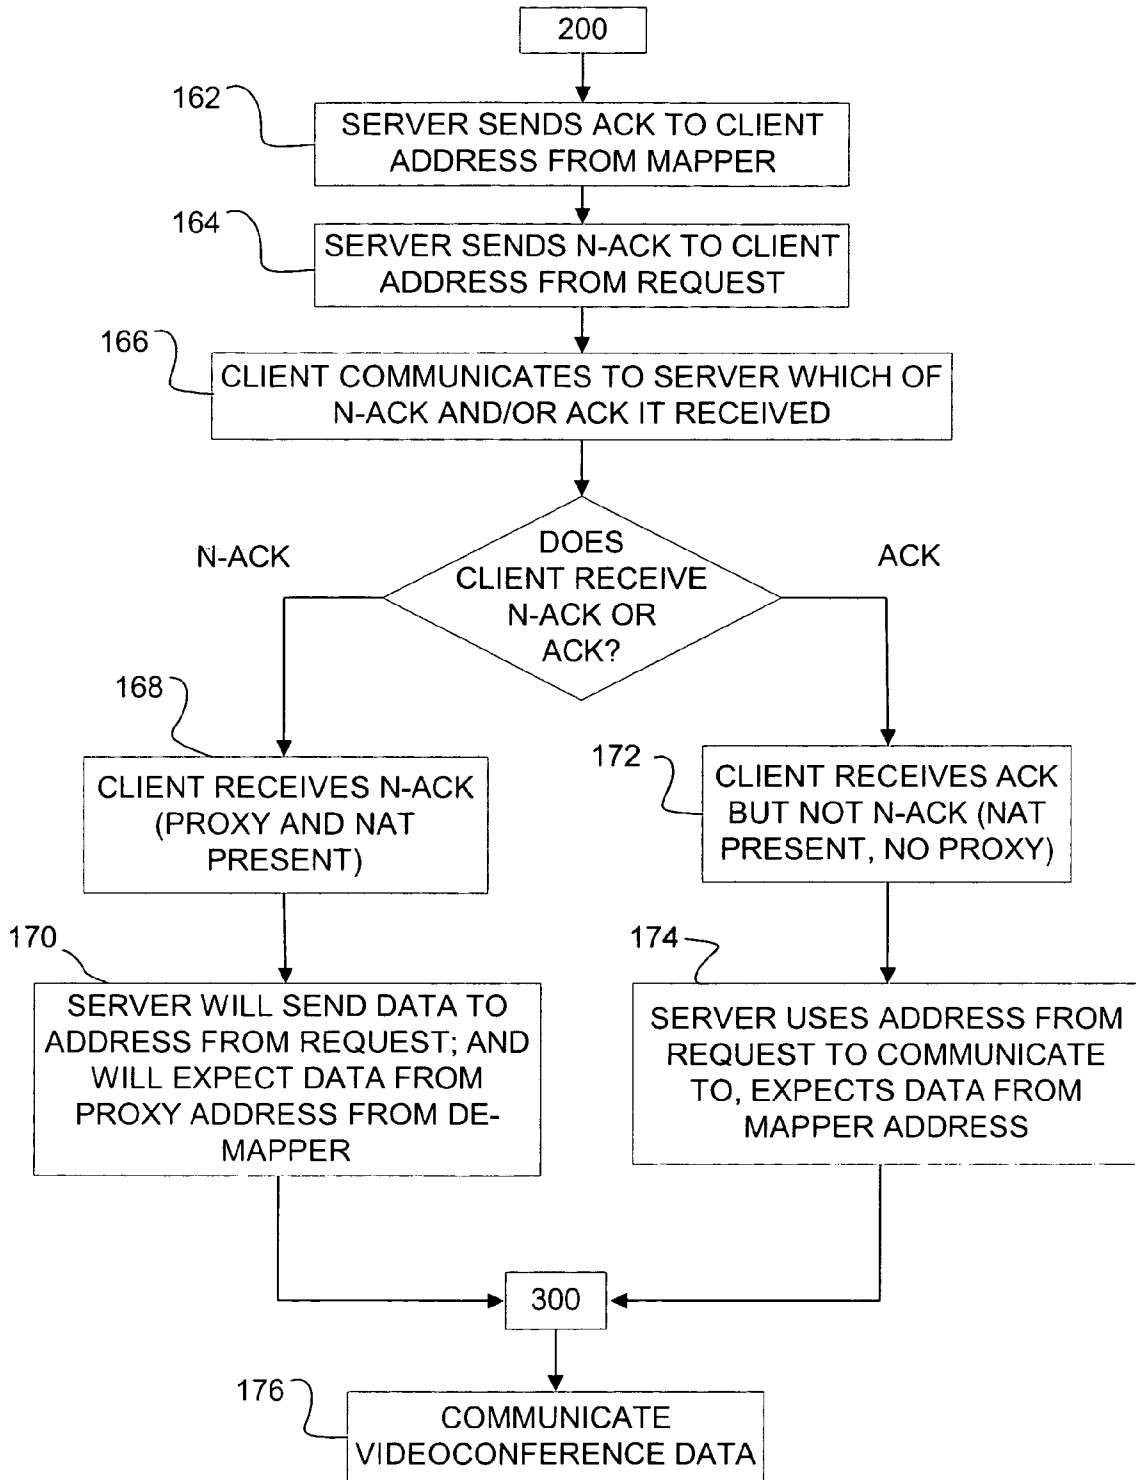 200
162
SERVER SENDS ACK TO CLIENT
ADDRESS FROM MAPPER
164
SERVER SENDS N-ACK TO CLIENT
ADDRESS FROM REQUEST
166
CLIENT COMMUNICATES TO SERVER WHICH OF
N-ACK AND/OR ACK IT RECEIVED
DOES
CLIENT RECEIVE
N-ACK OR
ACK?
N-ACK
ACK
168
CLIENT RECEIVES N-ACK
(PROXY AND NAT
PRESENT)
172
CLIENT RECEIVES ACK
BUT NOT N-ACK (NAT
PRESENT, NO PROXY)
170
SERVER WILL SEND DATA TO
ADDRESS FROM REQUEST; AND
WILL EXPECT DATA FROM
PROXY ADDRESS FROM DE-
MAPPER
174
SERVER USES ADDRESS FROM
REQUEST TO COMMUNICATE
TO, EXPECTS DATA FROM
MAPPER ADDRESS
300
176
COMMUNICATE
VIDEOCONFERENCE DATA